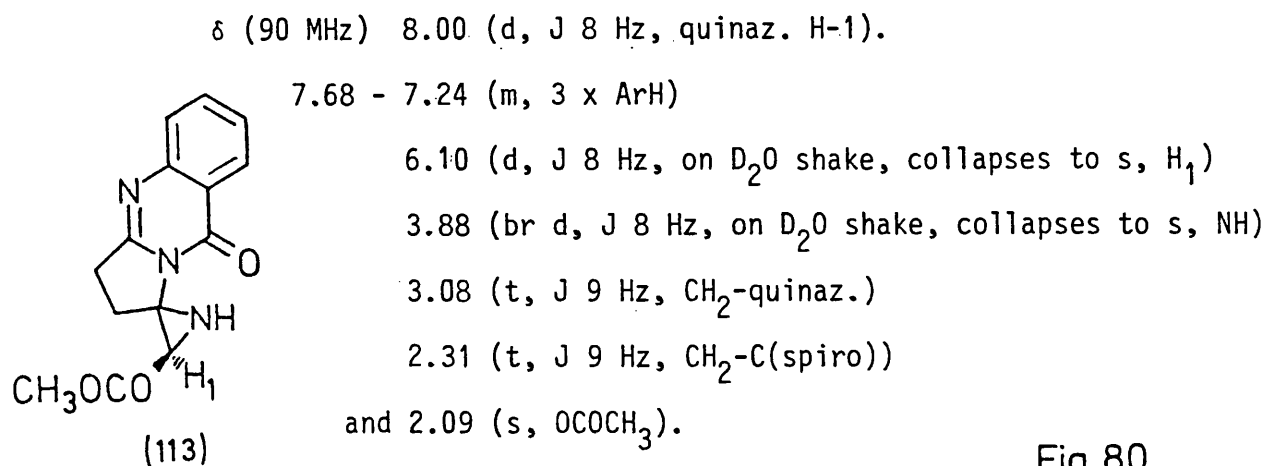 δ (90 MHz) 8.00 (d, J 8 Hz, quinaz. H-1).
7.68 - 7.24 (m, 3 x ArH)
6.10 (d, J 8 Hz, on D₂O shake, collapses to s, H₁)
3.88 (br d, J 8 Hz, on D₂O shake, collapses to s, NH)
3.08 (t, J 9 Hz, CH₂-quinaz.)
2.31 (t, J 9 Hz, CH₂-C(spiro))
and 2.09 (s, OCOCH₃).
N
N
O
NH
CH₃OCO
H₁
(113)
Fig 80